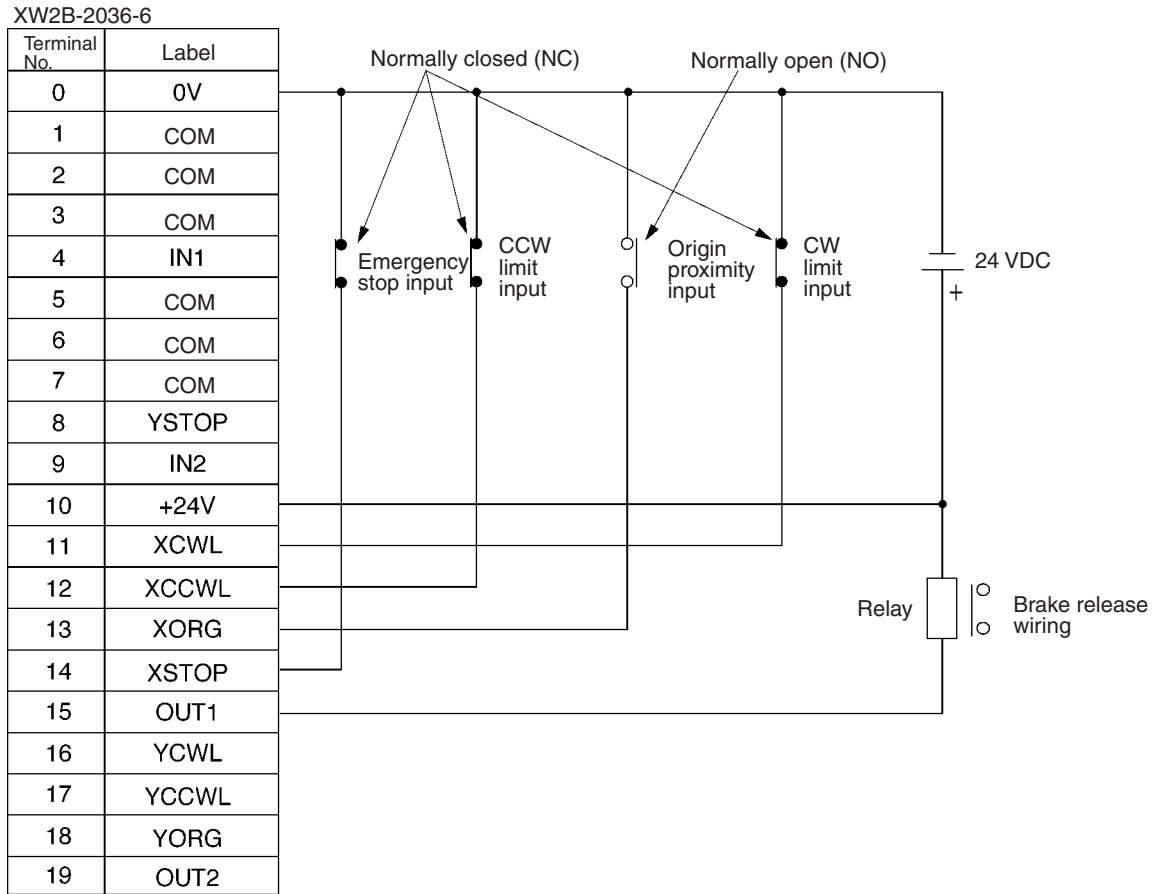 XW2B-2036-6
Terminal No. Label
0 0V
1 COM
2 COM
3 COM
4 IN1
5 COM
6 COM
7 COM
8 YSTOP
9 IN2
10 +24V
11 XCWL
12 XCCWL
13 XORG
14 XSTOP
15 OUT1
16 YCWL
17 YCCWL
18 YORG
19 OUT2
Normally closed (NC)
Normally open (NO)
Emergency
stop input
CCW
limit
input
Origin
proximity
input
CW
limit
input
24 VDC
+
Relay
Brake release
wiring